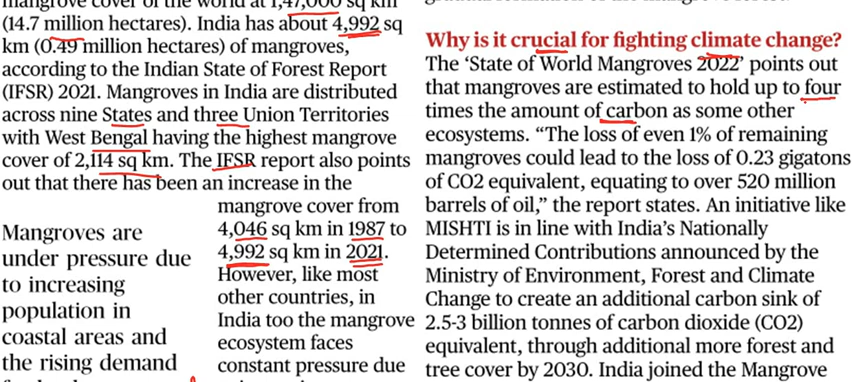 mangrove cover of the world at 1,47,000 sq km
(14.7 million hectares). India has about 4,992 sq
km (0.49 million hectares) of mangroves,
according to the Indian State of Forest Report
(IFSR) 2021. Mangroves in India are distributed
across nine States and three Union Territories
with West Bengal having the highest mangrove
cover of 2,114 sq km. The IFSR report also points
out that there has been an increase in the
mangrove cover from
4,046 sq km in 1987 to
4,992 sq km in 2021.
However, like most
other countries, in
India too the mangrove
ecosystem faces
constant pressure due
Mangroves are
under pressure due
to increasing
population in
coastal areas and
the rising demand
Why is it crucial for fighting climate change?
The ‘State of World Mangroves 2022’ points out
that mangroves are estimated to hold up to four
times the amount of carbon as some other
ecosystems. “The loss of even 1% of remaining
mangroves could lead to the loss of 0.23 gigatons
of CO2 equivalent, equating to over 520 million
barrels of oil,” the report states. An initiative like
MISHTI is in line with India’s Nationally
Determined Contributions announced by the
Ministry of Environment, Forest and Climate
Change to create an additional carbon sink of
2.5-3 billion tonnes of carbon dioxide (CO2)
equivalent, through additional more forest and
tree cover by 2030. India joined the Mangrove